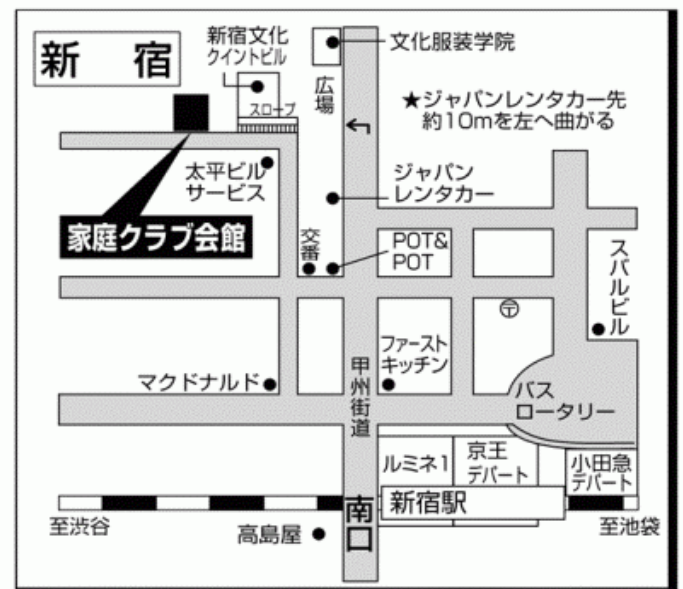 新宿
新宿文化
クイントビル
スロープ
広場
文化服装学院
★ジャパンレンタカー先
約10mを左へ曲がる
太平ビル
サービス
ジャパン
レンタカー
家庭クラブ会館
交番
POT&
POT
スバルビル
〶
ファースト
キッチン
マクドナルド
甲州街道
バス
ロータリー
ルミネ1
京王
デパート
小田急
デパート
新宿駅
南口
至渋谷
高島屋
至池袋